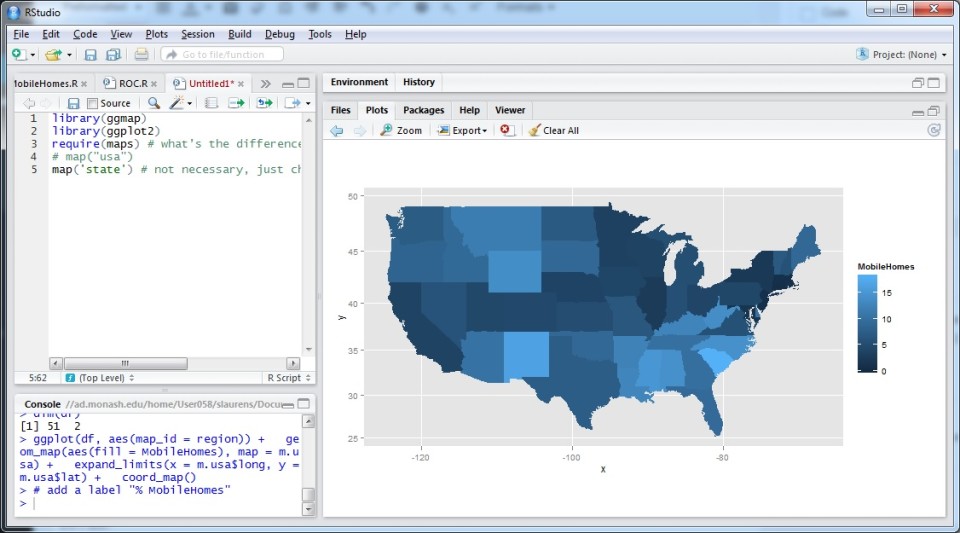 RStudio
File Edit Code View Plots Session Build Debug Tools Help
Go to file/function
Project: (None)
MobileHomes.R ROC.R Untitled1*
Source
1 library(ggmap)
2 library(ggplot2)
3 require(maps) # what's the difference
4 # map("usa")
5 map('state') # not necessary, just ch
5:62 (Top Level) R Script
Console //ad.monash.edu/home/User058/slaurens/Docu
> dim(df)
[1] 51 2
> ggplot(df, aes(map_id = region)) + ge
om_map(aes(fill = MobileHomes), map = m.u
sa) + expand_limits(x = m.usa$long, y =
m.usa$lat) + coord_map()
> # add a label "% MobileHomes"
>
Environment History
Files Plots Packages Help Viewer
Zoom Export Clear All
50
45
40
35
30
25
y
-120 -100 -80
x
MobileHomes
15
10
5
0